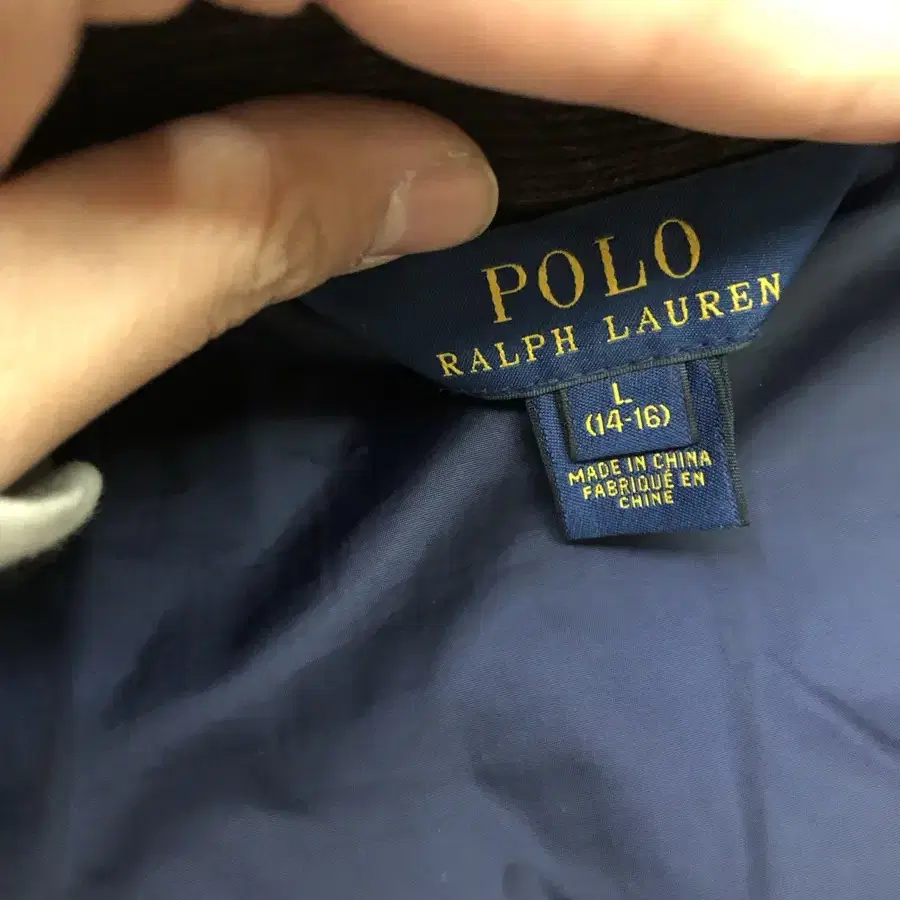 POLO
RALPH LAUREN
L
(14-16)
MADE IN CHINA
FABRIQUÉ EN
CHINE